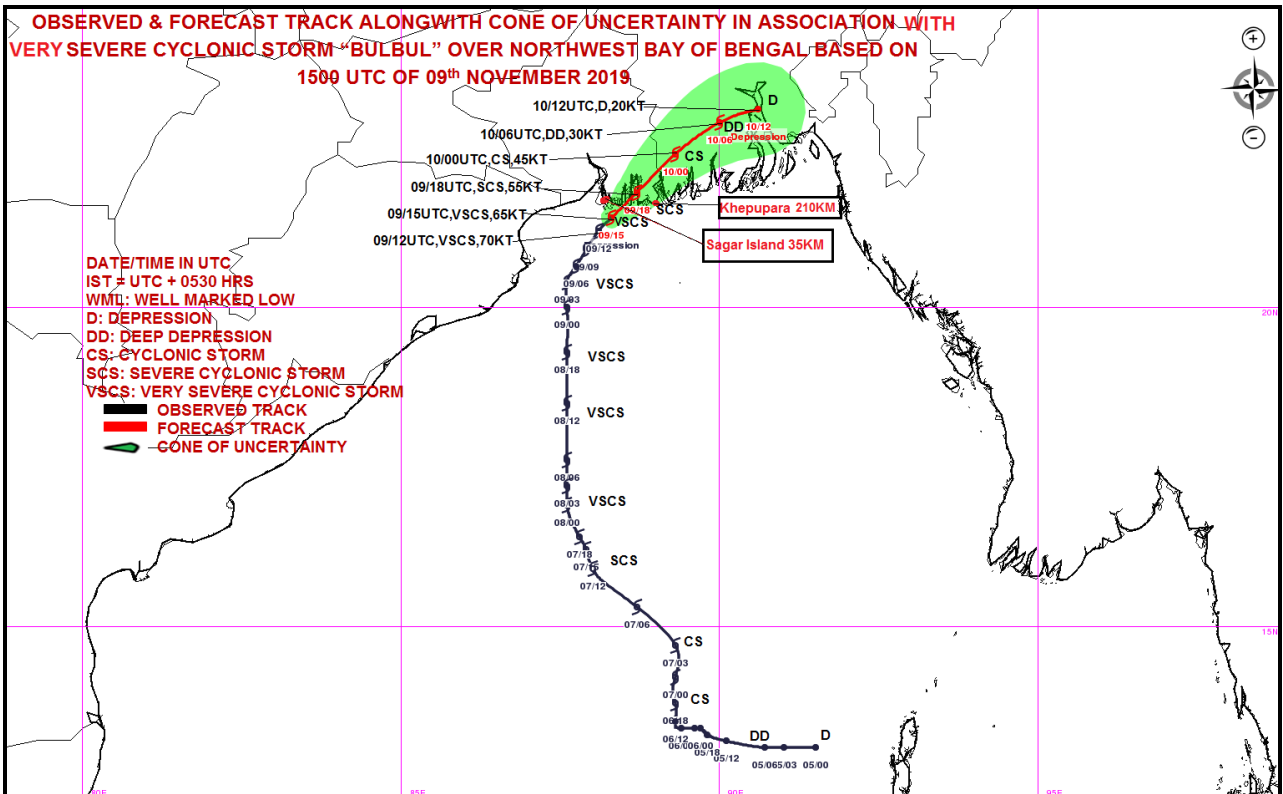 OBSERVED & FORECAST TRACK ALONGWITH CONE OF UNCERTAINTY IN ASSOCIATION WITH
VERY SEVERE CYCLONIC STORM “BULBUL” OVER NORTHWEST BAY OF BENGAL BASED ON
1500 UTC OF 09th NOVEMBER 2019
10/12UTC,D,20KT
D
10/06UTC,DD,30KT
DD
10/12
10/06
Depression
10/00UTC,CS,45KT
CS
10/00
09/18UTC,SCS,55KT
09/18
SCS
Khepupara 210KM
09/15UTC,VSCS,65KT
VSCS
09/15
09/12UTC,VSCS,70KT
Sagar Island 35KM
09/12
DATE/TIME IN UTC
IST = UTC + 0530 HRS
WML: WELL MARKED LOW
D: DEPRESSION
DD: DEEP DEPRESSION
CS: CYCLONIC STORM
SCS: SEVERE CYCLONIC STORM
VSCS: VERY SEVERE CYCLONIC STORM
OBSERVED TRACK
FORECAST TRACK
CONE OF UNCERTAINTY
09/09
09/06
VSCS
09/03
20N
09/00
VSCS
08/18
VSCS
08/12
08/06
VSCS
08/03
08/00
07/18
SCS
07/12
07/06
15N
CS
07/03
07/00
CS
06/18
06/12
06/00
05/18
DD
D
05/12
05/06
05/03
05/00
80E
85E
90E
95E